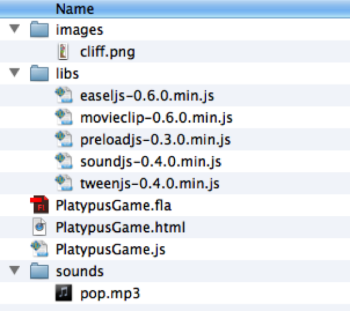 Name
images
cliff.png
libs
easeljs-0.6.0.min.js
movieclip-0.6.0.min.js
preloadjs-0.3.0.min.js
soundjs-0.4.0.min.js
tweenjs-0.4.0.min.js
PlatypusGame.fla
PlatypusGame.html
PlatypusGame.js
sounds
pop.mp3